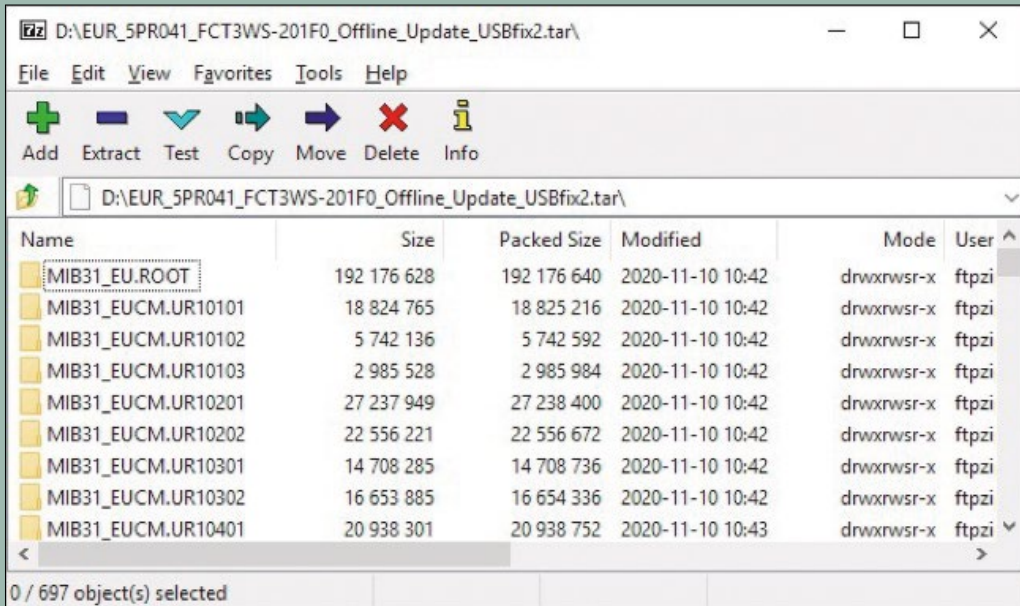 7z D:\EUR_5PR041_FCT3WS-201F0_Offline_Update_USBfix2.tar\
File Edit View Favorites Tools Help
Add Extract Test Copy Move Delete Info
D:\EUR_5PR041_FCT3WS-201F0_Offline_Update_USBfix2.tar\
Name Size Packed Size Modified Mode User
MIB31_EU.ROOT 192 176 628 192 176 640 2020-11-10 10:42 drwxrwsr-x ftpzi
MIB31_EUCM.UR10101 18 824 765 18 825 216 2020-11-10 10:42 drwxrwsr-x ftpzi
MIB31_EUCM.UR10102 5 742 136 5 742 592 2020-11-10 10:42 drwxrwsr-x ftpzi
MIB31_EUCM.UR10103 2 985 528 2 985 984 2020-11-10 10:42 drwxrwsr-x ftpzi
MIB31_EUCM.UR10201 27 237 949 27 238 400 2020-11-10 10:42 drwxrwsr-x ftpzi
MIB31_EUCM.UR10202 22 556 221 22 556 672 2020-11-10 10:42 drwxrwsr-x ftpzi
MIB31_EUCM.UR10301 14 708 285 14 708 736 2020-11-10 10:42 drwxrwsr-x ftpzi
MIB31_EUCM.UR10302 16 653 885 16 654 336 2020-11-10 10:42 drwxrwsr-x ftpzi
MIB31_EUCM.UR10401 20 938 301 20 938 752 2020-11-10 10:43 drwxrwsr-x ftpzi
0 / 697 object(s) selected